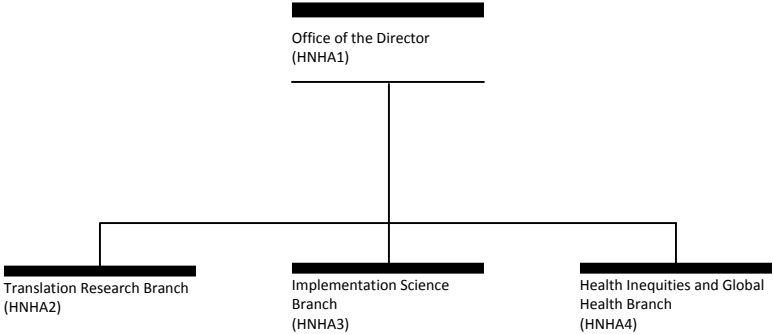 Office of the Director
(HNHA1)
Translation Research Branch
(HNHA2)
Implementation Science
Branch
(HNHA3)
Health Inequities and Global
Health Branch
(HNHA4)